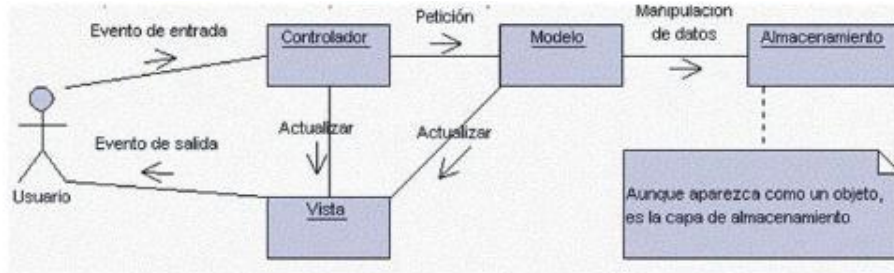 Evento de entrada
Controlador
Petición
Modelo
Manipulacion
de datos
Almacenamiento
Actualizar
Actualizar
Evento de salida
Usuario
Vista
Aunque aparezca como un objeto,
es la capa de almacenamiento